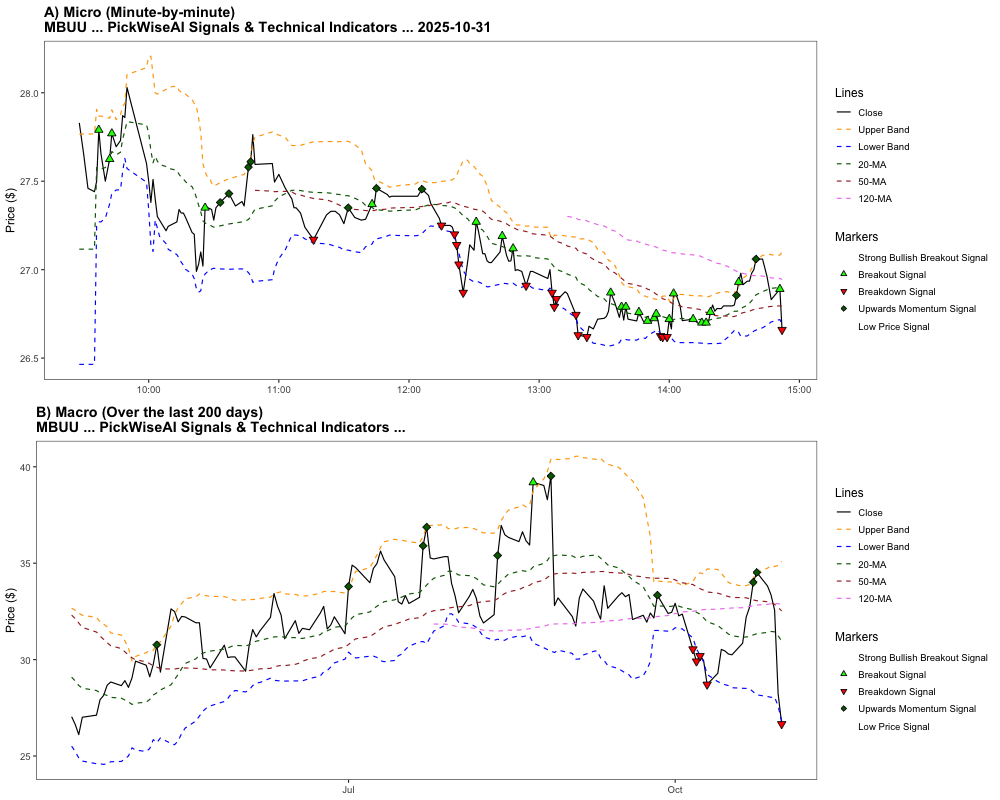 A) Micro (Minute-by-minute)
MBUU ... PickWiseAI Signals & Technical Indicators ... 2025-10-31
Price ($)
28.0
27.5
27.0
26.5
10:00
11:00
12:00
13:00
14:00
15:00
Lines
Close
Upper Band
Lower Band
20-MA
50-MA
120-MA
Markers
Strong Bullish Breakout Signal
Breakout Signal
Breakdown Signal
Upwards Momentum Signal
Low Price Signal
B) Macro (Over the last 200 days)
MBUU ... PickWiseAI Signals & Technical Indicators ...
Price ($)
40
35
30
25
Jul
Oct
Lines
Close
Upper Band
Lower Band
20-MA
50-MA
120-MA
Markers
Strong Bullish Breakout Signal
Breakout Signal
Breakdown Signal
Upwards Momentum Signal
Low Price Signal